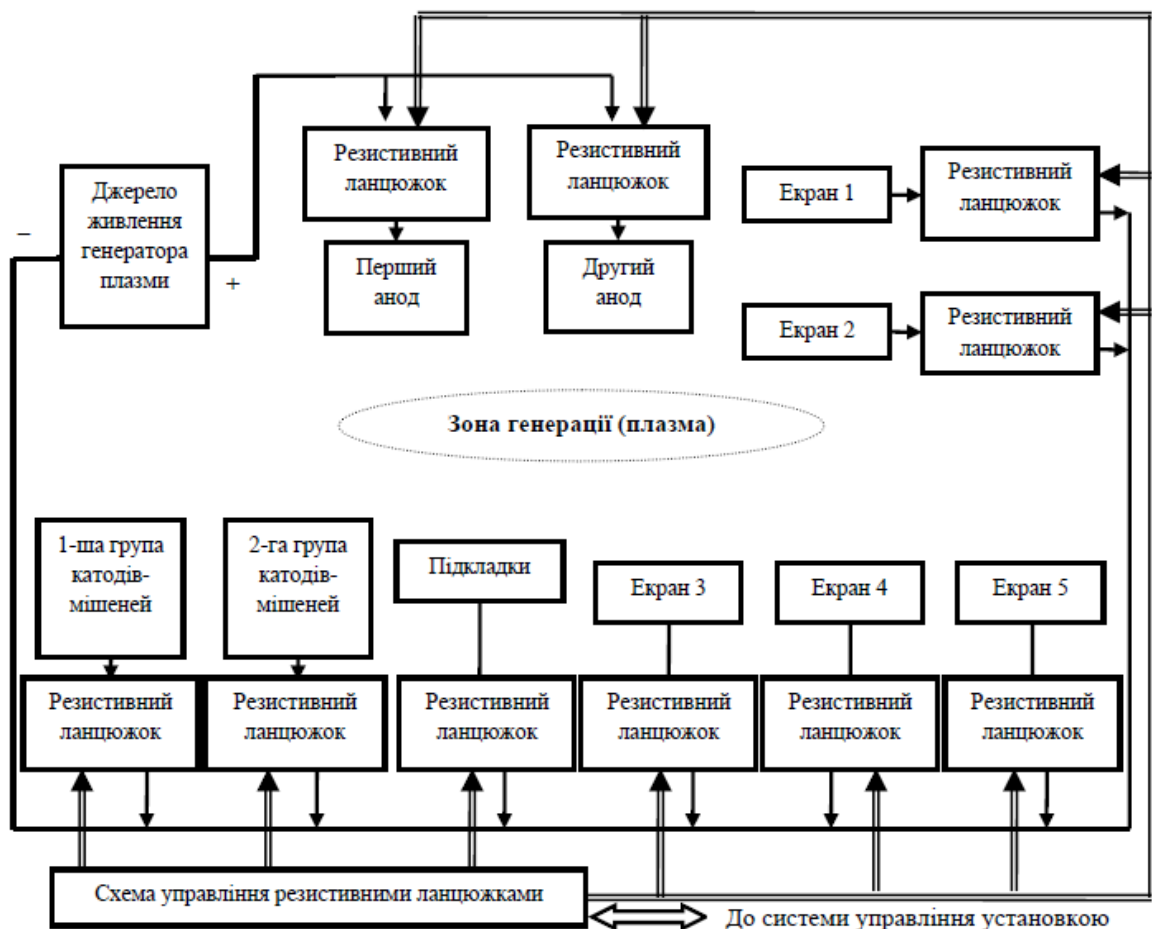 Резистивний
ланцюжок
Резистивний
ланцюжок
Джерело
живлення
генератора
плазми
–
+
Перший
анод
Другий
анод
Екран 1
Резистивний
ланцюжок
Екран 2
Резистивний
ланцюжок
Зона генерації (плазма)
1-ша група
катодів-
мішеней
2-га група
катодів-
мішеней
Підкладки
Екран 3
Екран 4
Екран 5
Резистивний
ланцюжок
Резистивний
ланцюжок
Резистивний
ланцюжок
Резистивний
ланцюжок
Резистивний
ланцюжок
Резистивний
ланцюжок
Схема управління резистивними ланцюжками
До системи управління установкою